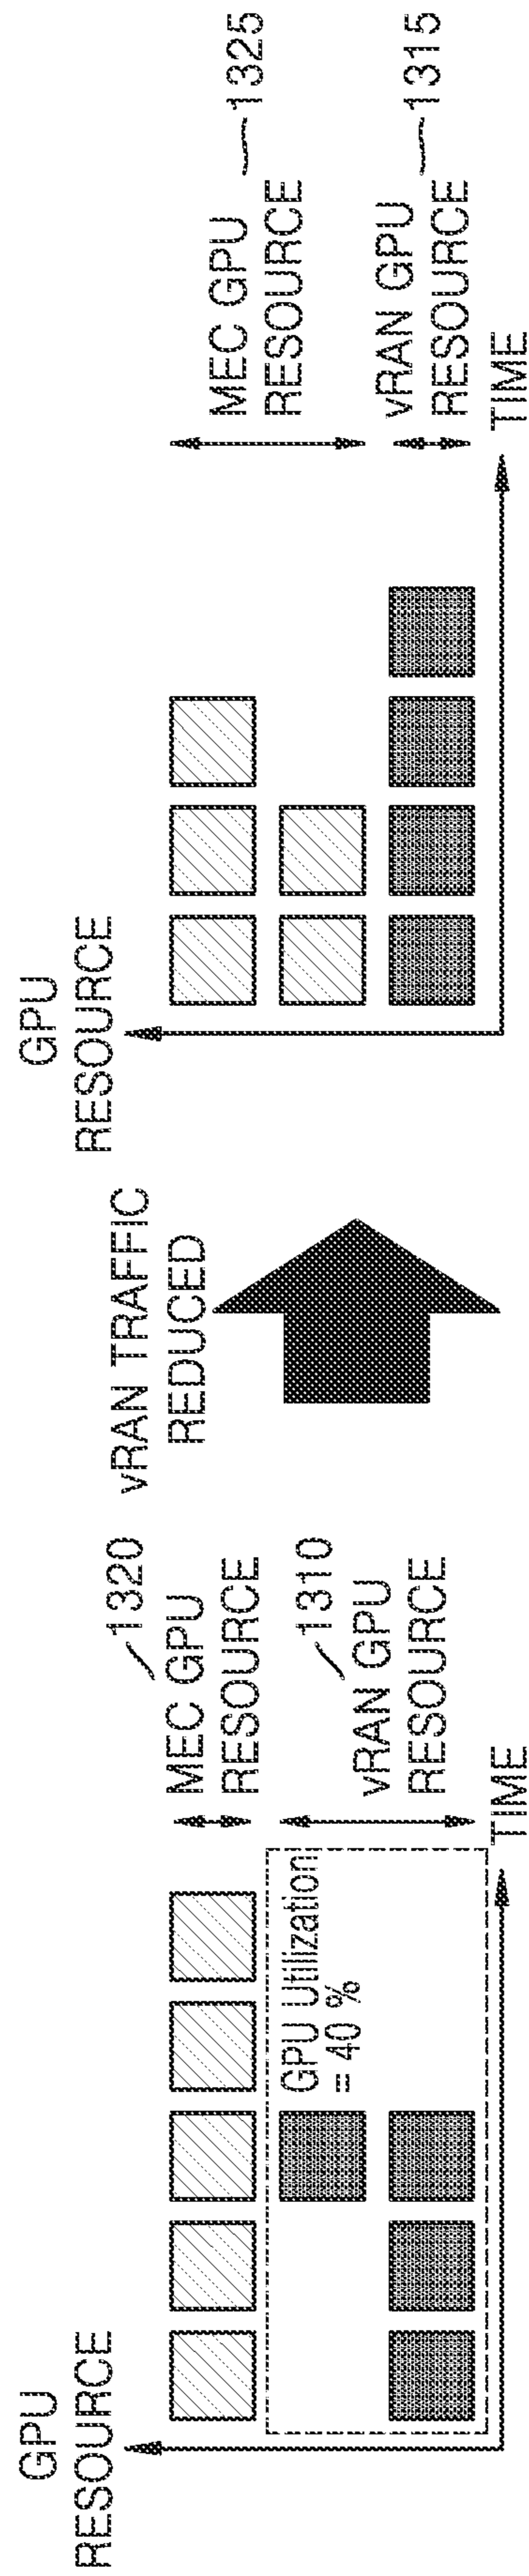 GPU
RESOURCE
MEC GPU
RESOURCE
1320
GPU Utilization
= 40 %
vRAN GPU
RESOURCE
1310
TIME
vRAN TRAFFIC
REDUCED
GPU
RESOURCE
MEC GPU
RESOURCE
1325
vRAN GPU
RESOURCE
1315
TIME